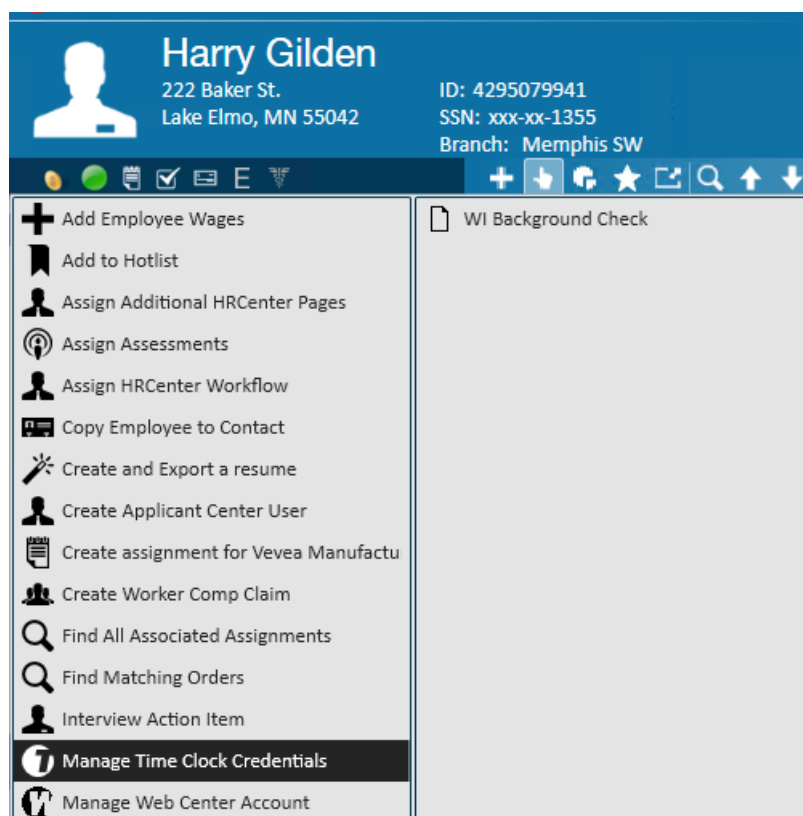 Harry Gilden
222 Baker St.
Lake Elmo, MN 55042
ID: 4295079941
SSN: xxx-xx-1355
Branch: Memphis SW
E
Add Employee Wages
Add to Hotlist
Assign Additional HRCenter Pages
Assign Assessments
Assign HRCenter Workflow
Copy Employee to Contact
Create and Export a resume
Create Applicant Center User
Create assignment for Vevea Manufactu
Create Worker Comp Claim
Find All Associated Assignments
Find Matching Orders
Interview Action Item
Manage Time Clock Credentials
Manage Web Center Account
WI Background Check